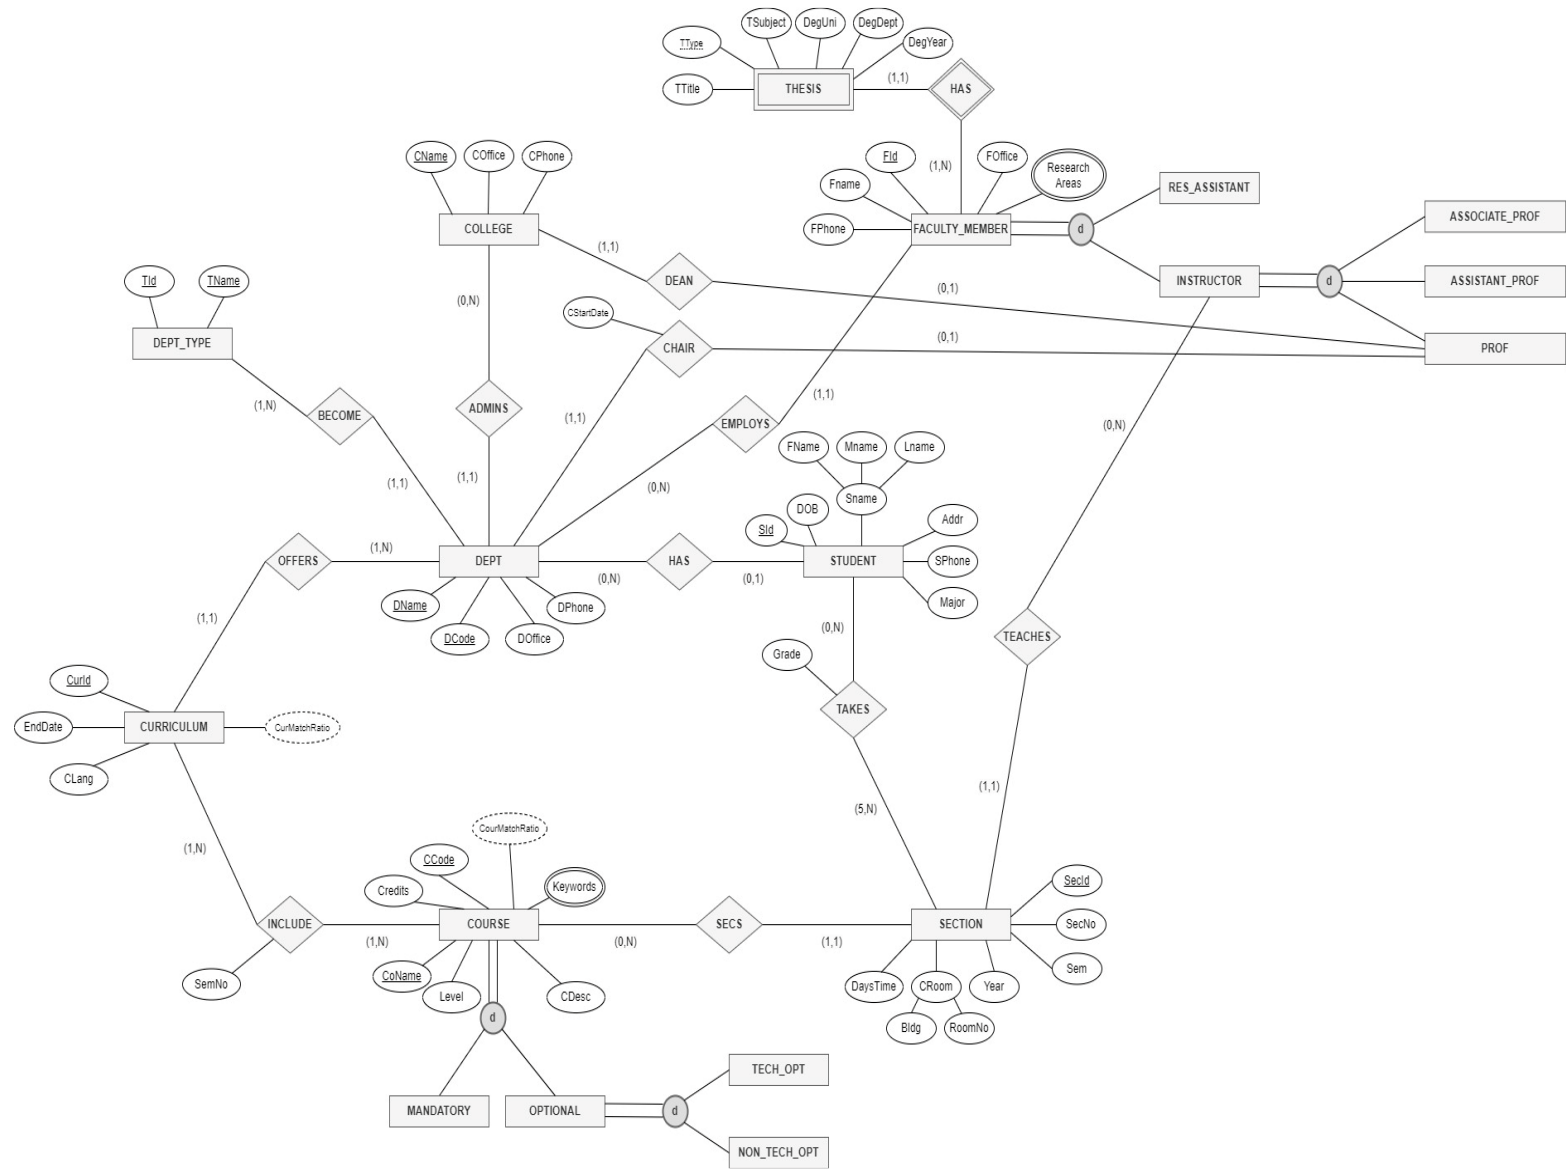 TSubject
DegUni
DegDept
TType
DegYear
TTitle
THESIS
(1,1)
HAS
CName
COffice
CPhone
FId
FOffice
Research
Areas
(1,N)
Fname
RES_ASSISTANT
ASSOCIATE_PROF
COLLEGE
FPhone
FACULTY_MEMBER
d
(1,1)
TId
TName
DEAN
(0,1)
INSTRUCTOR
d
ASSISTANT_PROF
(0,N)
CStartDate
DEPT_TYPE
CHAIR
(0,1)
PROF
(1,N)
BECOME
ADMINS
(1,1)
EMPLOYS
(1,1)
(0,N)
FName
Mname
Lname
(1,1)
(1,1)
(0,N)
Sname
DOB
SId
Addr
OFFERS
(1,N)
DEPT
(0,N)
HAS
(0,1)
STUDENT
SPhone
DName
DPhone
Major
(1,1)
DCode
DOffice
(0,N)
TEACHES
Grade
CurId
TAKES
EndDate
CURRICULUM
CurMatchRatio
CLang
(1,1)
(5,N)
CourMatchRatio
(1,N)
CCode
Credits
Keywords
SecId
INCLUDE
COURSE
SECS
SECTION
SecNo
(1,N)
(0,N)
(1,1)
SemNo
CoName
Level
CDesc
DaysTime
CRoom
Year
Sem
d
Bldg
RoomNo
TECH_OPT
MANDATORY
OPTIONAL
d
NON_TECH_OPT